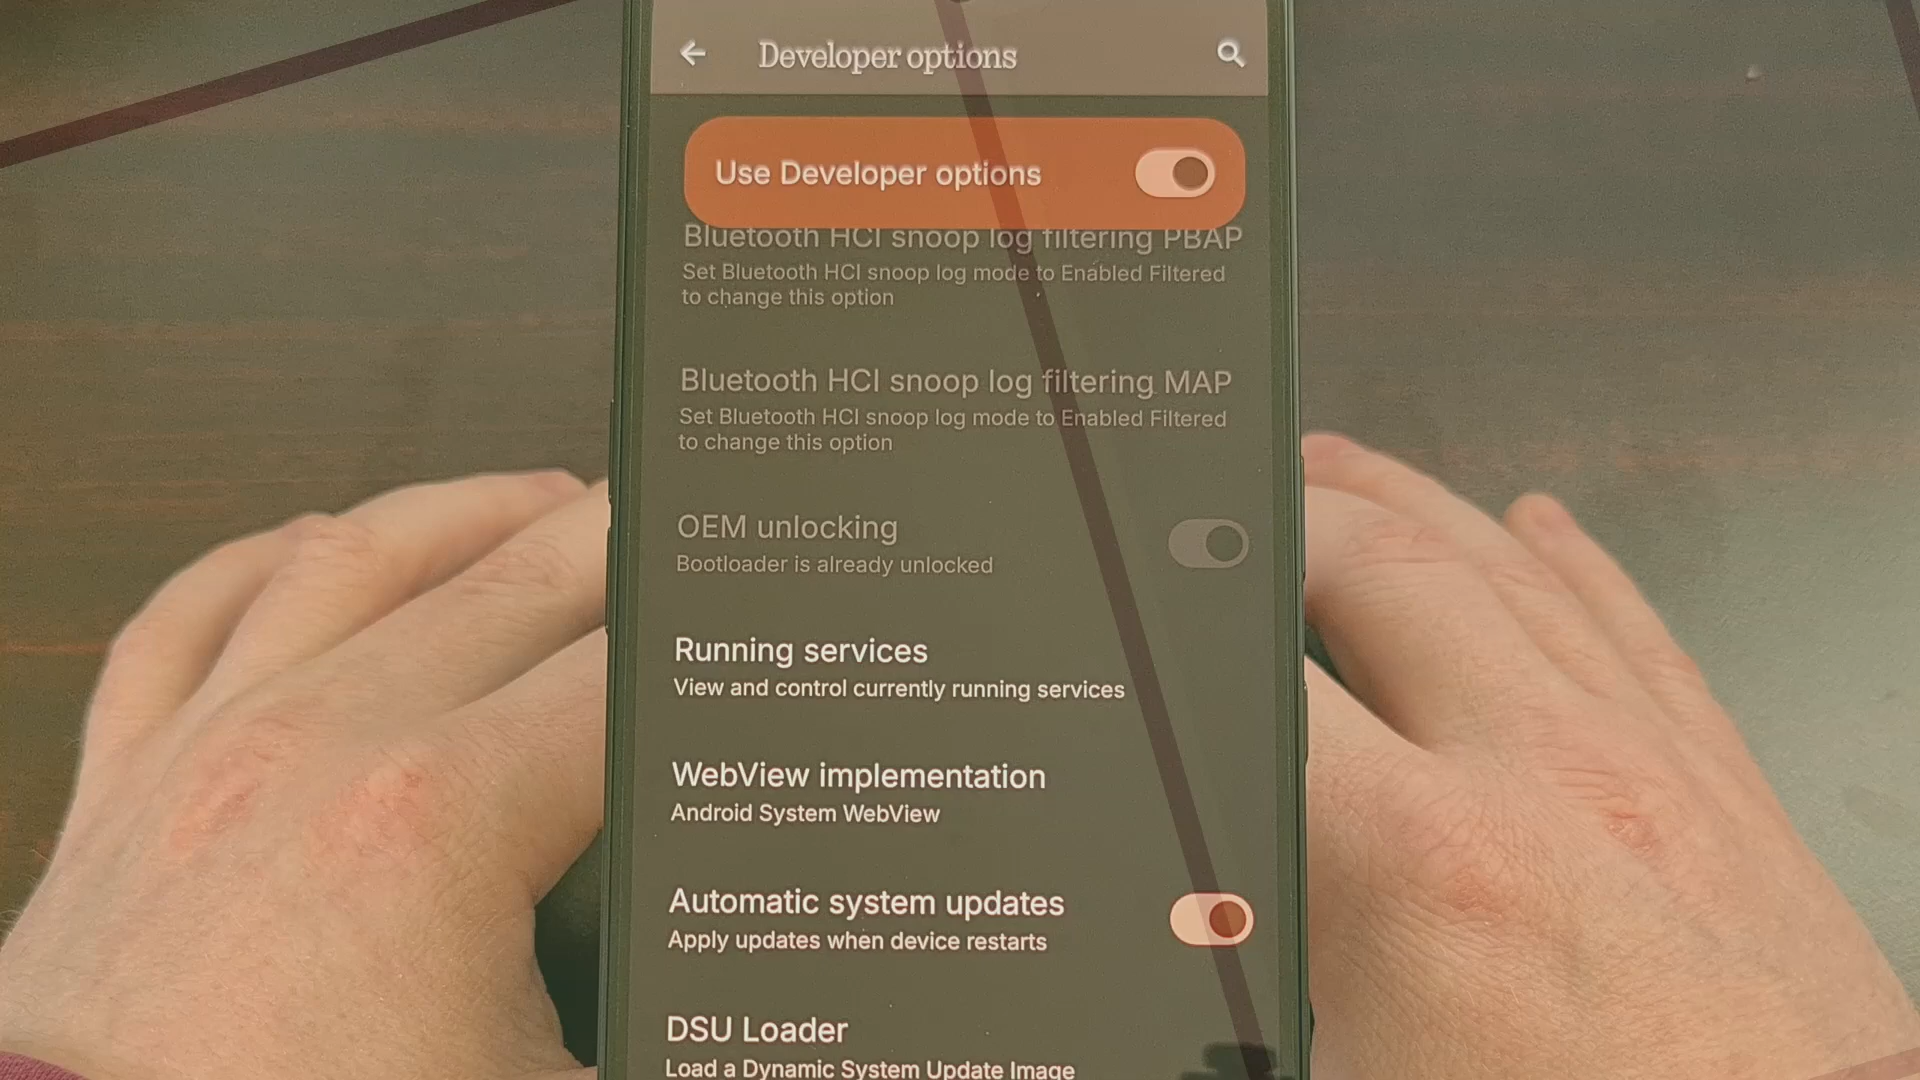 Developer options
Use Developer options
Bluetooth HCI snoop log filtering PBAP
Set Bluetooth HCI snoop log mode to Enabled Filtered
to change this option
Bluetooth HCI snoop log filtering MAP
Set Bluetooth HCI snoop log mode to Enabled Filtered
to change this option
OEM unlocking
Bootloader is already unlocked
Running services
View and control currently running services
WebView implementation
Android System WebView
Automatic system updates
Apply updates when device restarts
DSU Loader
Load a Dynamic System Update Image